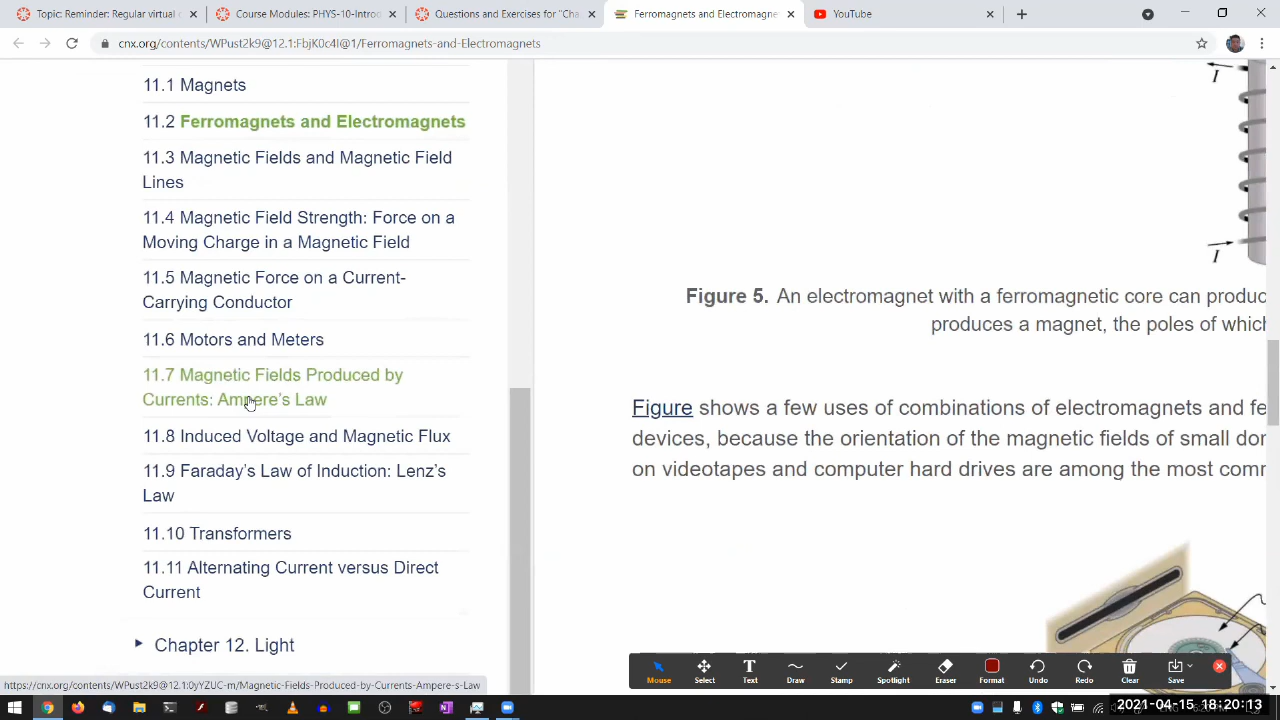 Topic: Reminder: regular virtual
Course Modules: PHYS-10-Intro
Questions and Exercises for "Cha
Ferromagnets and Electromagne
YouTube
cnx.org/contents/WPust2k9@12.1:FbjK0c4I@1/Ferromagnets-and-Electromagnets
11.1 Magnets
11.2 Ferromagnets and Electromagnets
11.3 Magnetic Fields and Magnetic Field
Lines
11.4 Magnetic Field Strength: Force on a
Moving Charge in a Magnetic Field
11.5 Magnetic Force on a Current-
Carrying Conductor
11.6 Motors and Meters
11.7 Magnetic Fields Produced by
Currents: Ampere's Law
11.8 Induced Voltage and Magnetic Flux
11.9 Faraday's Law of Induction: Lenz's
Law
11.10 Transformers
11.11 Alternating Current versus Direct
Current
Chapter 12. Light
I
I
Figure 5. An electromagnet with a ferromagnetic core can produc
produces a magnet, the poles of which
Figure shows a few uses of combinations of electromagnets and fe
devices, because the orientation of the magnetic fields of small dor
on videotapes and computer hard drives are among the most comr
Mouse Select Text Draw Stamp Spotlight Eraser Format Undo Redo Clear Save
https://cnx.org/contents/WPust2k9@12.1:0yYZUC-m/Magnetic-Fields-Produced-by-Currents-Ampere-s-Law
2021-04-15 18:20:13